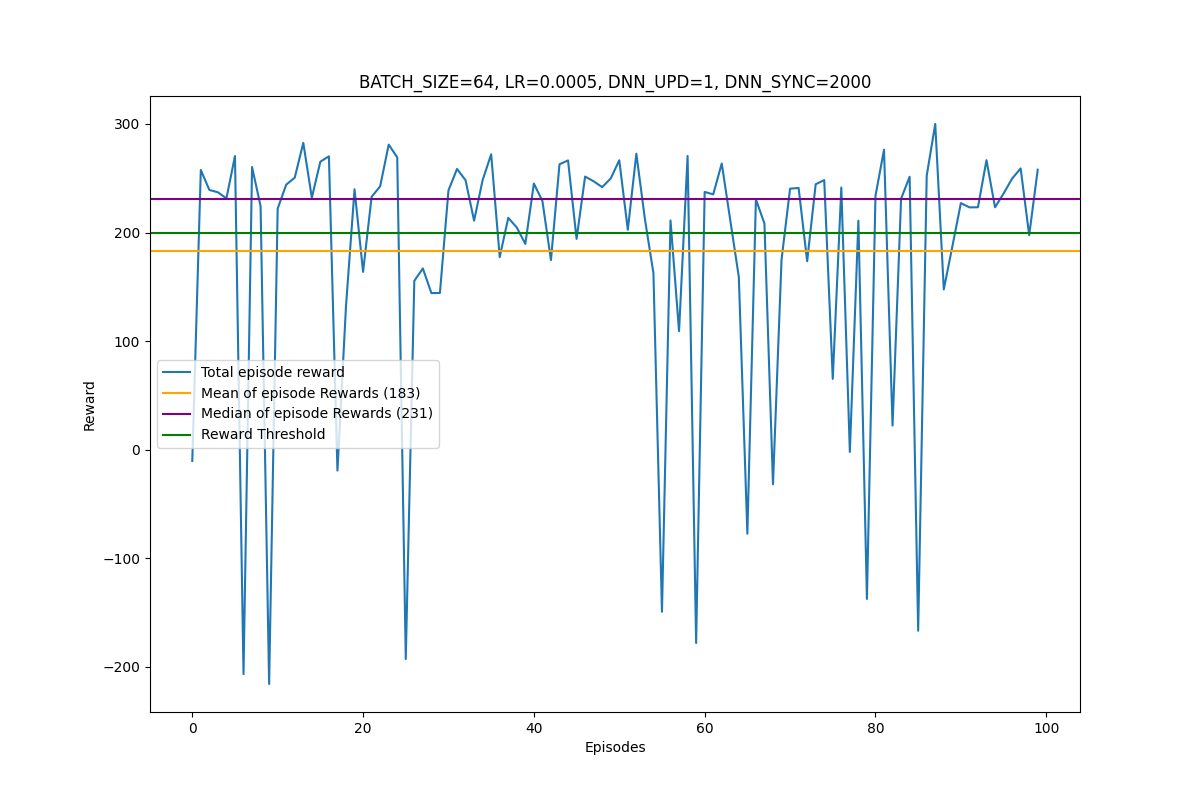 BATCH_SIZE=64, LR=0.0005, DNN_UPD=1, DNN_SYNC=2000
300
200
100
0
−100
−200
Reward
Total episode reward
Mean of episode Rewards (183)
Median of episode Rewards (231)
Reward Threshold
0 20 40 60 80 100
Episodes